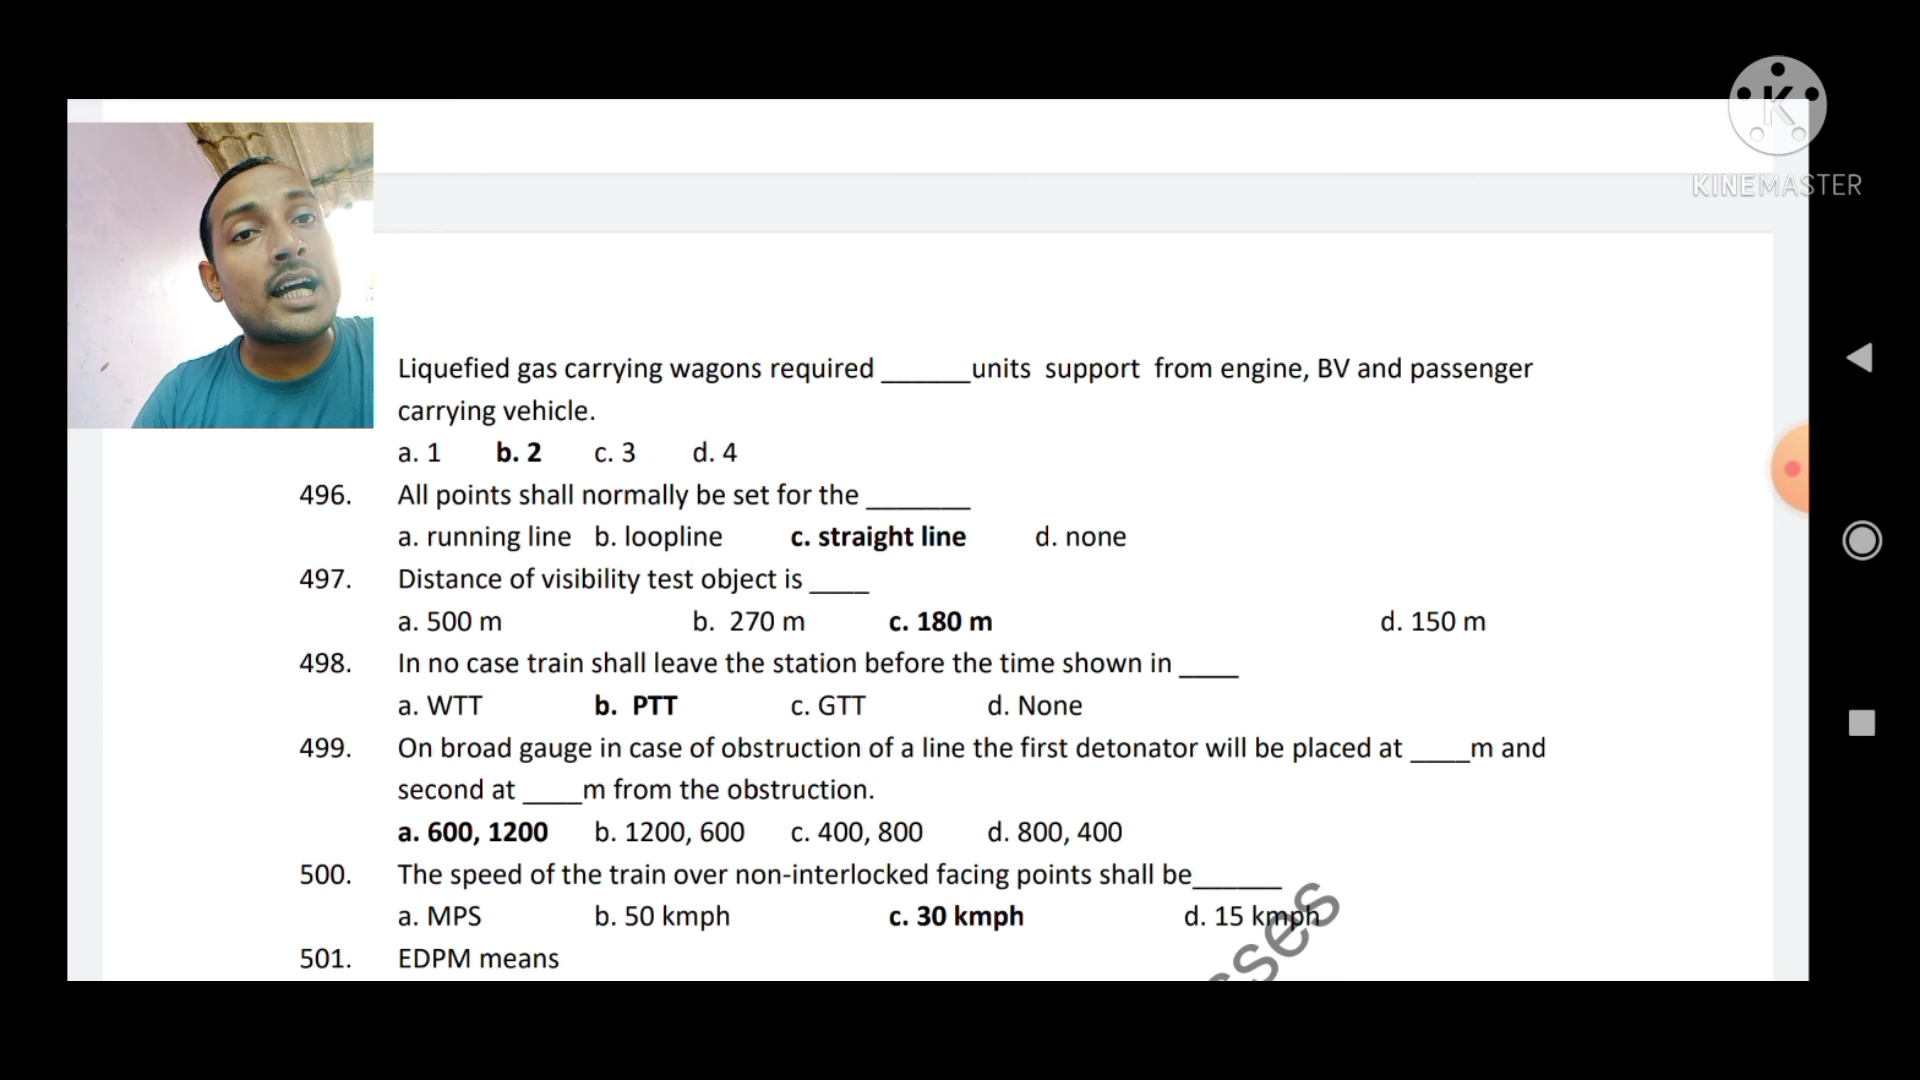 KINEMASTER
Liquefied gas carrying wagons required ______units support from engine, BV and passenger
carrying vehicle.
a. 1 b. 2 c. 3 d. 4
496. All points shall normally be set for the _______
a. running line b. loopline c. straight line d. none
497. Distance of visibility test object is ____
a. 500 m b. 270 m c. 180 m d. 150 m
498. In no case train shall leave the station before the time shown in ____
a. WTT b. PTT c. GTT d. None
499. On broad gauge in case of obstruction of a line the first detonator will be placed at ____m and
second at ____m from the obstruction.
a. 600, 1200 b. 1200, 600 c. 400, 800 d. 800, 400
500. The speed of the train over non-interlocked facing points shall be______
a. MPS b. 50 kmph c. 30 kmph d. 15 kmph
501. EDPM means